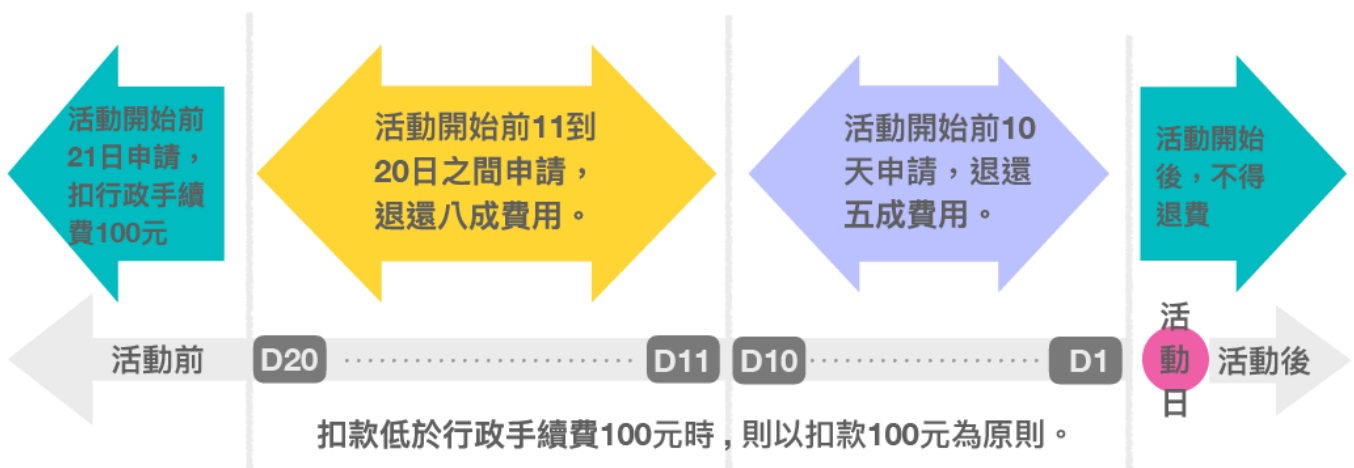 活動開始前
21日申請，
扣行政手續
費100元
活動開始前11到
20日之間申請，
退還八成費用。
活動開始前10
天申請，退還
五成費用。
活動開始
後，不得
退費
活動前
D20
D11
D10
D1
活動日
活動後
扣款低於行政手續費100元時，則以扣款100元為原則。